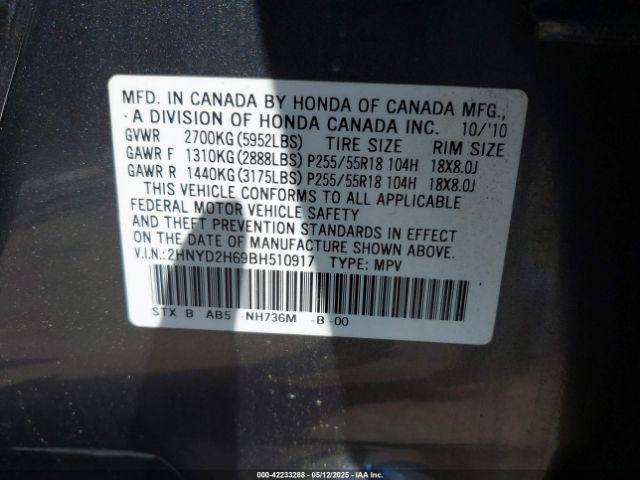 MFD. IN CANADA BY HONDA OF CANADA MFG.,
A DIVISION OF HONDA CANADA INC. 10/'10
GVWR 2700KG(5952LBS) TIRE SIZE RIM SIZE
GAWR F 1310KG(2888LBS) P255/55R18 104H 18X8.0J
GAWR R 1440KG(3175LBS) P255/55R18 104H 18X8.0J
THIS VEHICLE CONFORMS TO ALL APPLICABLE
FEDERAL MOTOR VEHICLE SAFETY
AND THEFT PREVENTION STANDARDS IN EFFECT
ON THE DATE OF MANUFACTURE SHOWN ABOVE.
V.I.N.: 2HNYD2H69BH510917 TYPE: MPV
STX B AB5 -NH736M -B -00
000-42233288 | 05/12/2025 | IAA Inc.